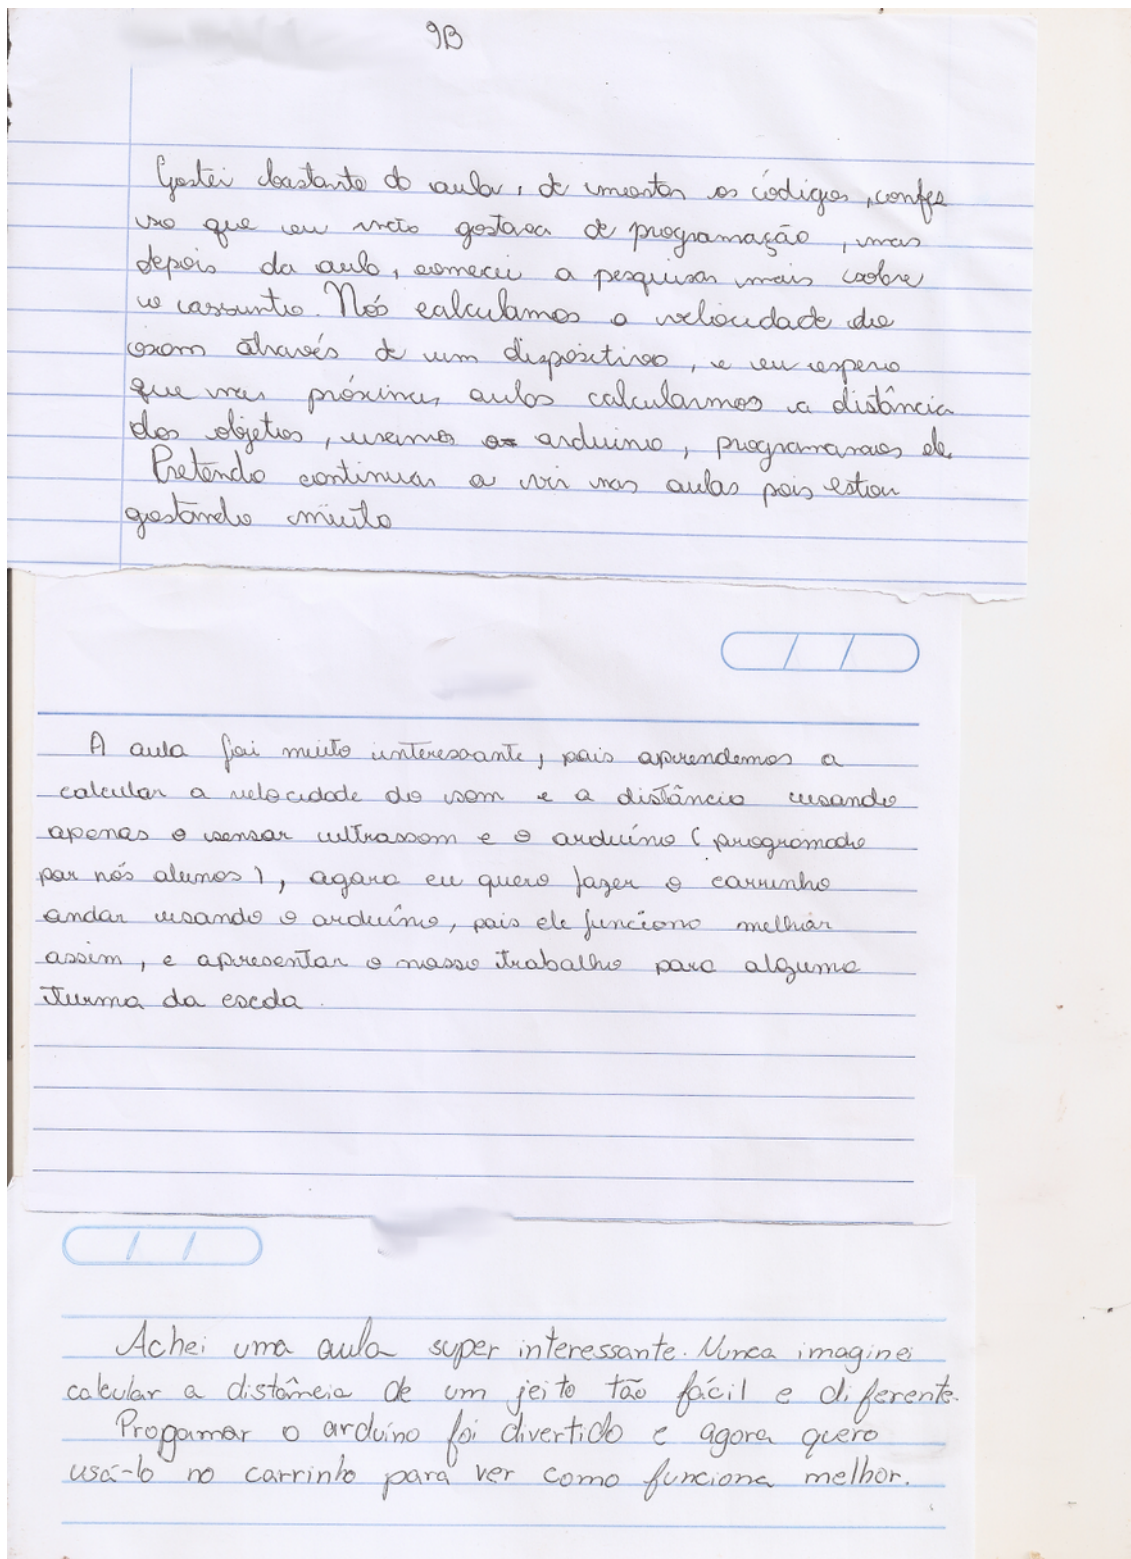 9B
Gostei bastante da aula, de montar os códigos, confes
so que eu não gostava de programação, mas
depois da aula, comecei a pesquisar mais sobre
o assunto. Nós calculamos a velocidade do
som através de um dispositivo, e eu espero
que nas próximas aulas calcularmos a distância
dos objetos, usamos o arduino, programamos ele.
Pretendo continuar a vir nas aulas pois estou
gostando muito
A aula foi muito interessante, pois aprendemos a
calcular a velocidade do som e a distância usando
apenas o sensor ultrassom e o arduíno (programado
por nós alunos), agora eu quero fazer o carrinho
andar usando o arduíno, pois ele funciona melhor
assim, e apresentar o nosso trabalho para alguma
turma da escola.
Achei uma aula super interessante. Nunca imaginei
calcular a distância de um jeito tão fácil e diferente.
Progamar o arduino foi divertido e agora quero
usá-lo no carrinho para ver como funciona melhor.